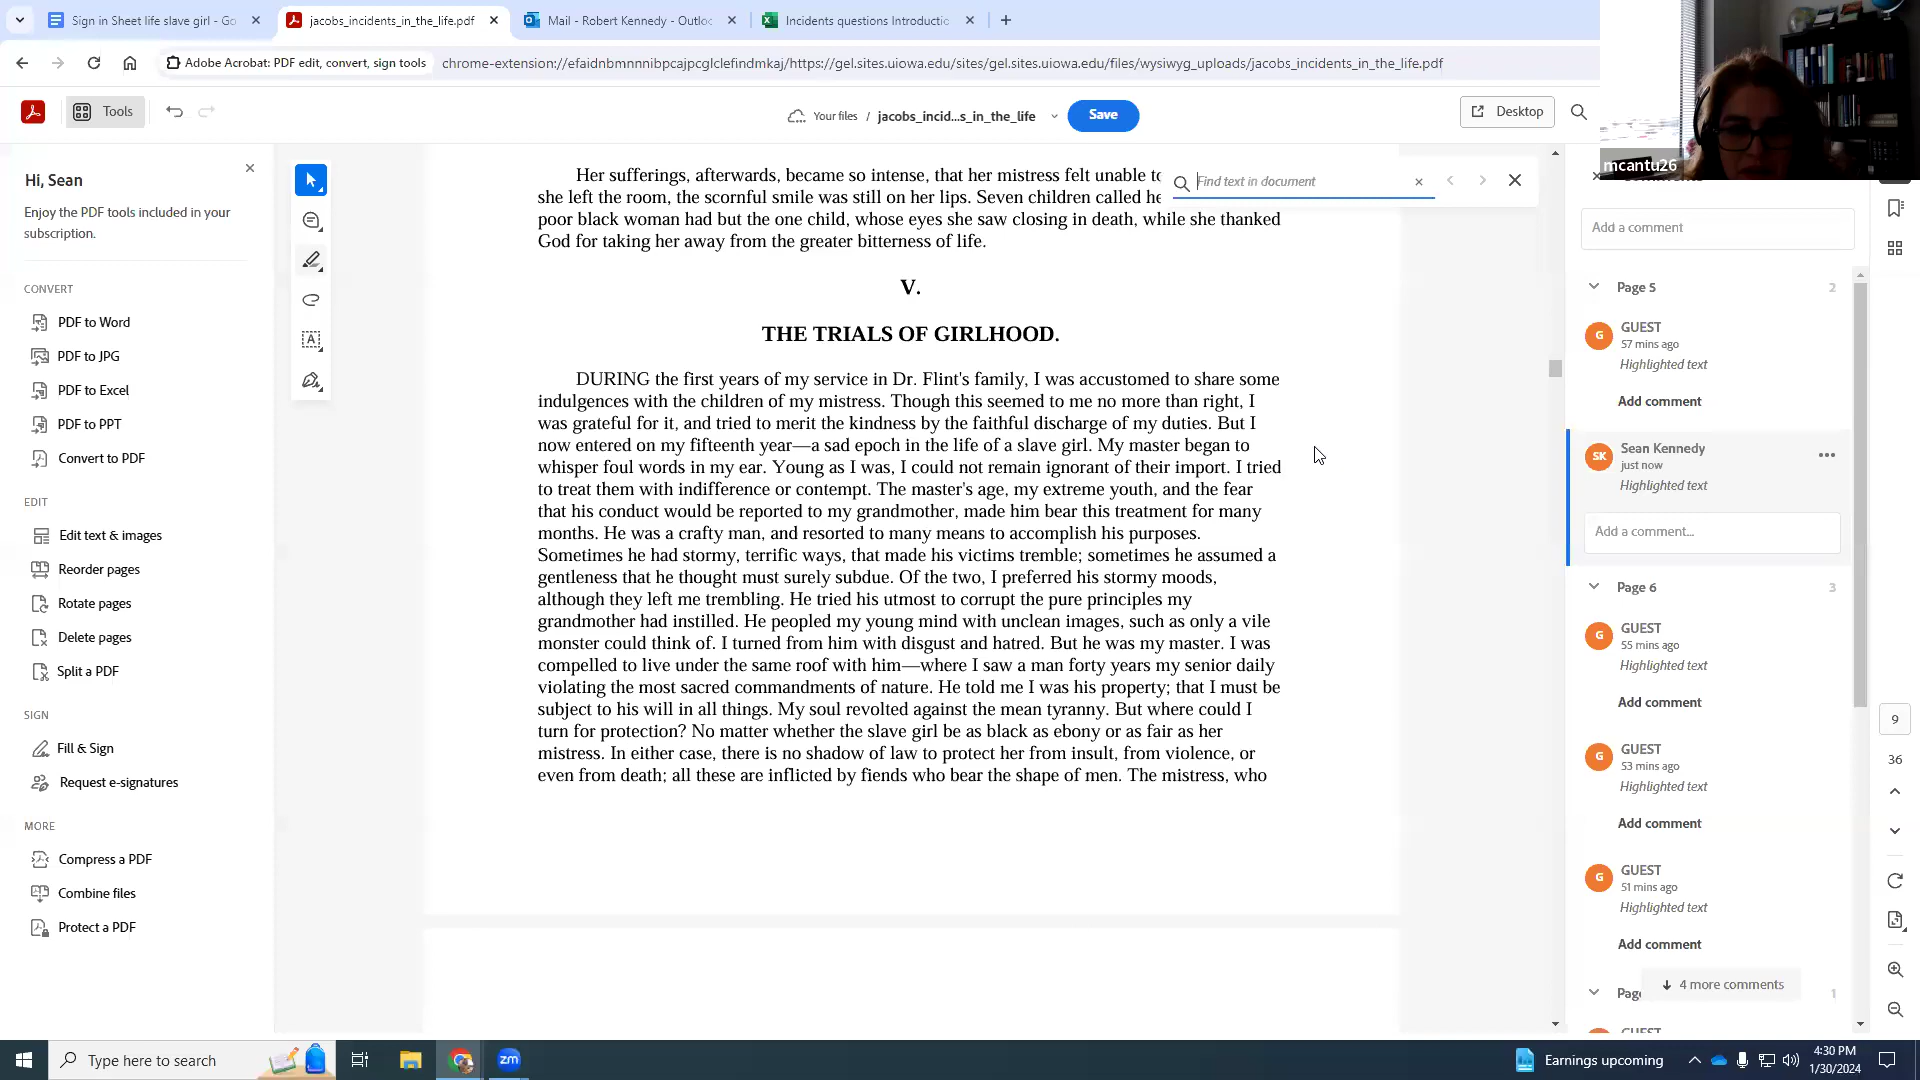 Sign in Sheet life slave girl - Go
jacobs_incidents_in_the_life.pdf
Mail - Robert Kennedy - Outloo
Incidents questions Introductio
Adobe Acrobat: PDF edit, convert, sign tools
chrome-extension://efaidnbmnnnibpcajpcglclefindmkaj/https://gel.sites.uiowa.edu/sites/gel.sites.uiowa.edu/files/wysiwyg_uploads/jacobs_incidents_in_the_life.pdf
Tools
Your files / jacobs_incid...s_in_the_life
Save
Desktop
mcantu26
Hi, Sean
Enjoy the PDF tools included in your
subscription.
CONVERT
PDF to Word
PDF to JPG
PDF to Excel
PDF to PPT
Convert to PDF
EDIT
Edit text & images
Reorder pages
Rotate pages
Delete pages
Split a PDF
SIGN
Fill & Sign
Request e-signatures
MORE
Compress a PDF
Combine files
Protect a PDF
Find text in document
Her sufferings, afterwards, became so intense, that her mistress felt unable to
she left the room, the scornful smile was still on her lips. Seven children called he
poor black woman had but the one child, whose eyes she saw closing in death, while she thanked
God for taking her away from the greater bitterness of life.
V.
THE TRIALS OF GIRLHOOD.
DURING the first years of my service in Dr. Flint's family, I was accustomed to share some
indulgences with the children of my mistress. Though this seemed to me no more than right, I
was grateful for it, and tried to merit the kindness by the faithful discharge of my duties. But I
now entered on my fifteenth year—a sad epoch in the life of a slave girl. My master began to
whisper foul words in my ear. Young as I was, I could not remain ignorant of their import. I tried
to treat them with indifference or contempt. The master's age, my extreme youth, and the fear
that his conduct would be reported to my grandmother, made him bear this treatment for many
months. He was a crafty man, and resorted to many means to accomplish his purposes.
Sometimes he had stormy, terrific ways, that made his victims tremble; sometimes he assumed a
gentleness that he thought must surely subdue. Of the two, I preferred his stormy moods,
although they left me trembling. He tried his utmost to corrupt the pure principles my
grandmother had instilled. He peopled my young mind with unclean images, such as only a vile
monster could think of. I turned from him with disgust and hatred. But he was my master. I was
compelled to live under the same roof with him—where I saw a man forty years my senior daily
violating the most sacred commandments of nature. He told me I was his property; that I must be
subject to his will in all things. My soul revolted against the mean tyranny. But where could I
turn for protection? No matter whether the slave girl be as black as ebony or as fair as her
mistress. In either case, there is no shadow of law to protect her from insult, from violence, or
even from death; all these are inflicted by fiends who bear the shape of men. The mistress, who
Add a comment
Page 5 2
G GUEST
57 mins ago
Highlighted text
Add comment
SK Sean Kennedy
just now
Highlighted text
Add a comment...
Page 6 3
G GUEST
55 mins ago
Highlighted text
Add comment
G GUEST
53 mins ago
Highlighted text
Add comment
G GUEST
51 mins ago
Highlighted text
Add comment
4 more comments
1
9
36
Type here to search
zm
Earnings upcoming
4:30 PM
1/30/2024